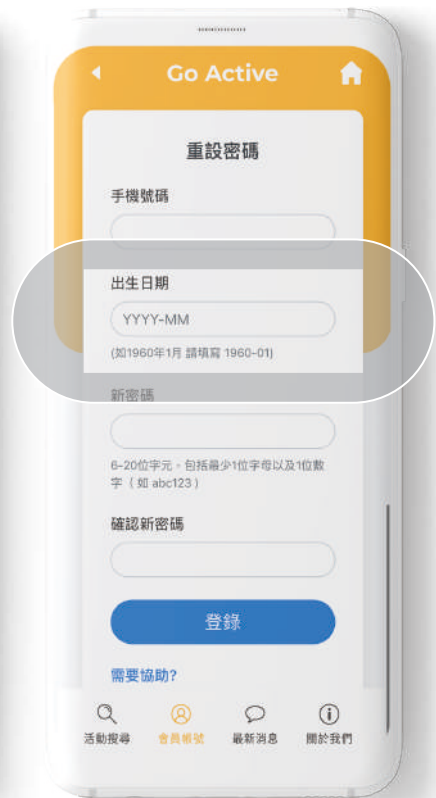 Go Active
重設密碼
手機號碼
出生日期
YYYY-MM
(如1960年1月 請填寫 1960-01)
新密碼
6-20位字元，包括最少1位字母以及1位數
字（如 abc123）
確認新密碼
登錄
需要協助?
活動搜尋 會員帳號 最新消息 關於我們